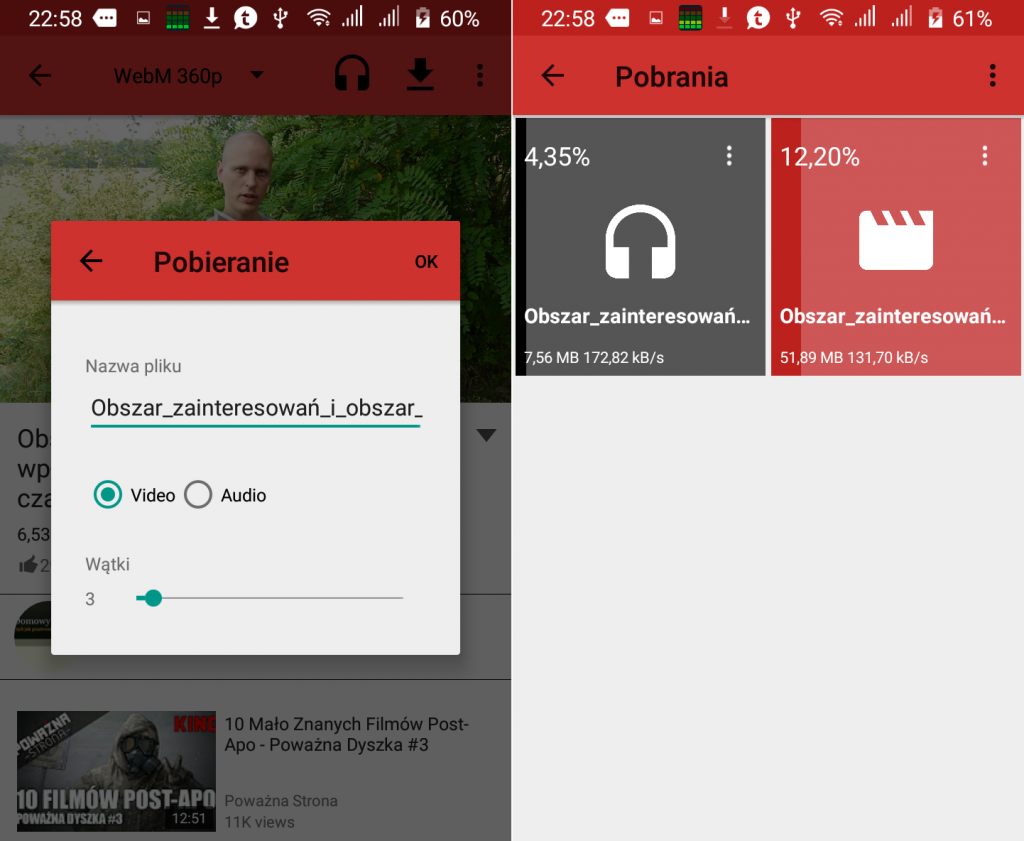 22:58
60%
WebM 360p
Pobieranie
OK
Nazwa pliku
Obszar_zainteresowań_i_obszar_
Video
Audio
Wątki
3
Ob
wp
cza
6,53
2
10 Mało Znanych Filmów Post-
Apo - Poważna Dyszka #3
Poważna Strona
11K views
POWAŻNA
STRONA
KING
10 FILMÓW POST-APO
POWAŻNA DYSZKA #3
12:51
22:58
61%
Pobrania
4,35%
Obszar_zainteresowań...
7,56 MB 172,82 kB/s
12,20%
Obszar_zainteresowań...
51,89 MB 131,70 kB/s